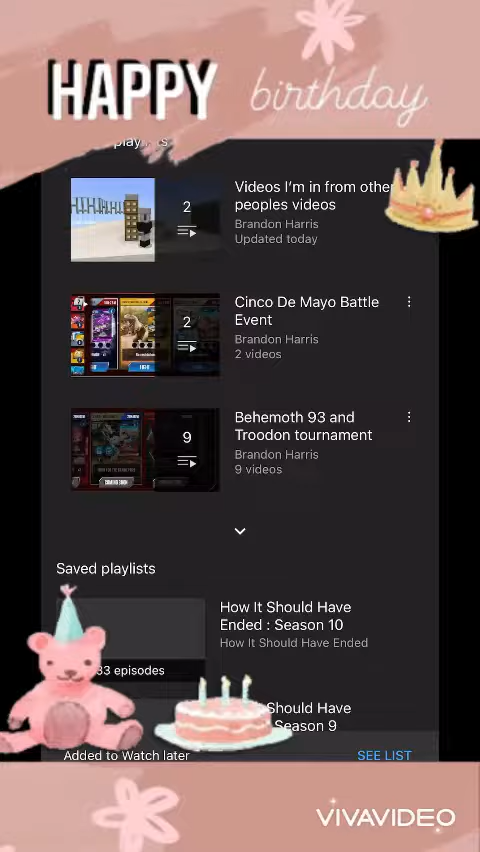 HAPPY birthday
playlists
Videos I'm in from other
peoples videos
2
Brandon Harris
Updated today
Cinco De Mayo Battle
Event
2
Brandon Harris
2 videos
Behemoth 93 and
Troodon tournament
9
Brandon Harris
9 videos
COMING SOON
Saved playlists
How It Should Have
Ended : Season 10
How It Should Have Ended
33 episodes
Should Have
Season 9
Added to Watch later
SEE LIST
VIVAVIDEO